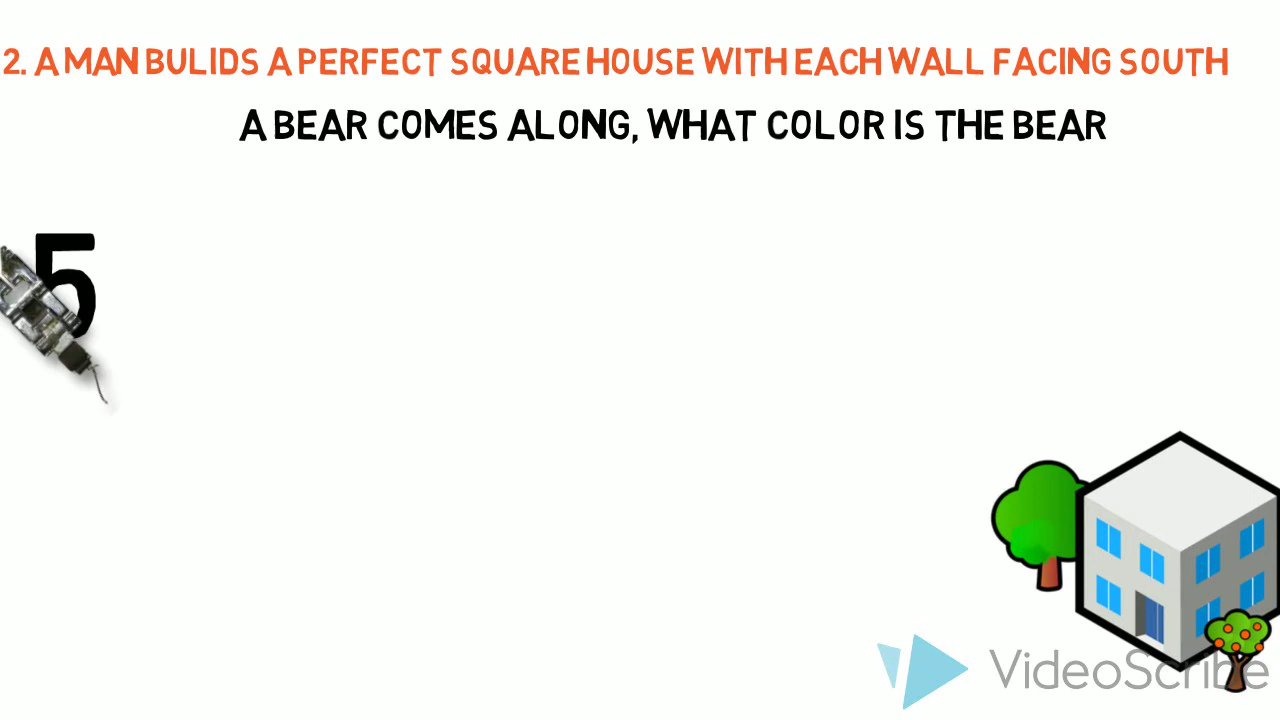 2. A MAN BULIDS A PERFECT SQUARE HOUSE WITH EACH WALL FACING SOUTH
A BEAR COMES ALONG, WHAT COLOR IS THE BEAR
5
VideoScribe